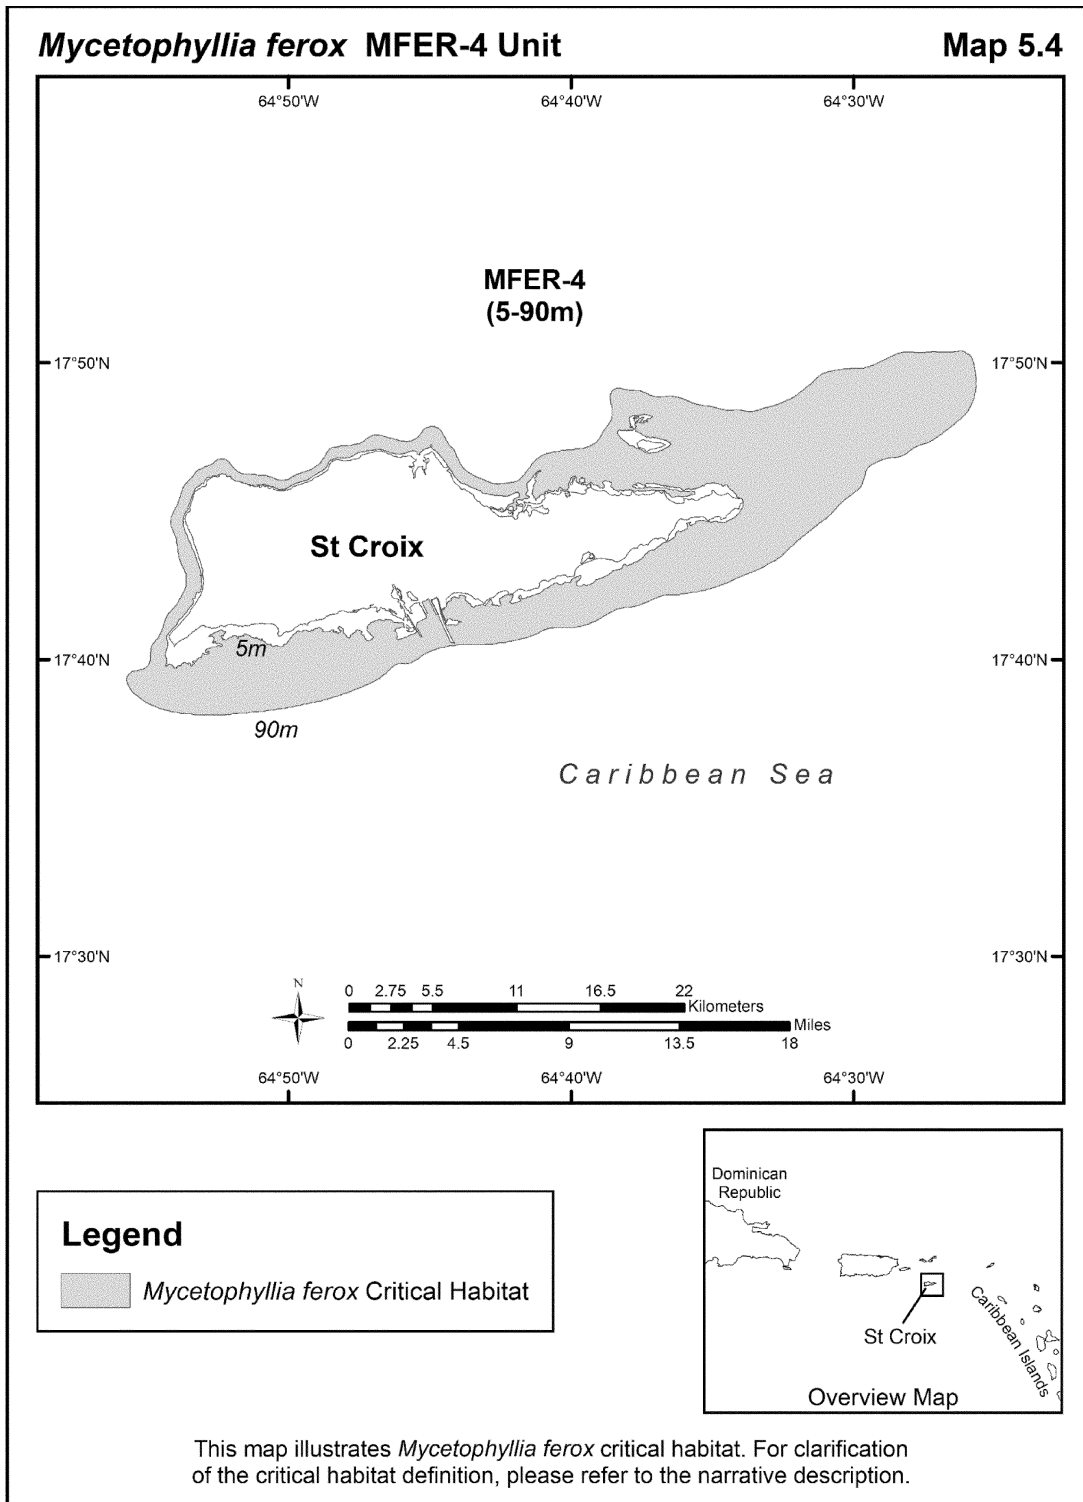 Mycetophyllia ferox MFER-4 Unit
Map 5.4
64°50'W
64°40'W
64°30'W
MFER-4
(5-90m)
17°50'N
17°50'N
St Croix
5m
17°40'N
17°40'N
90m
Caribbean Sea
17°30'N
17°30'N
N
0 2.75 5.5 11 16.5 22
Kilometers
Miles
0 2.25 4.5 9 13.5 18
64°50'W
64°40'W
64°30'W
Legend
Mycetophyllia ferox Critical Habitat
Dominican
Republic
St Croix
Caribbean Islands
Overview Map
This map illustrates Mycetophyllia ferox critical habitat. For clarification
of the critical habitat definition, please refer to the narrative description.